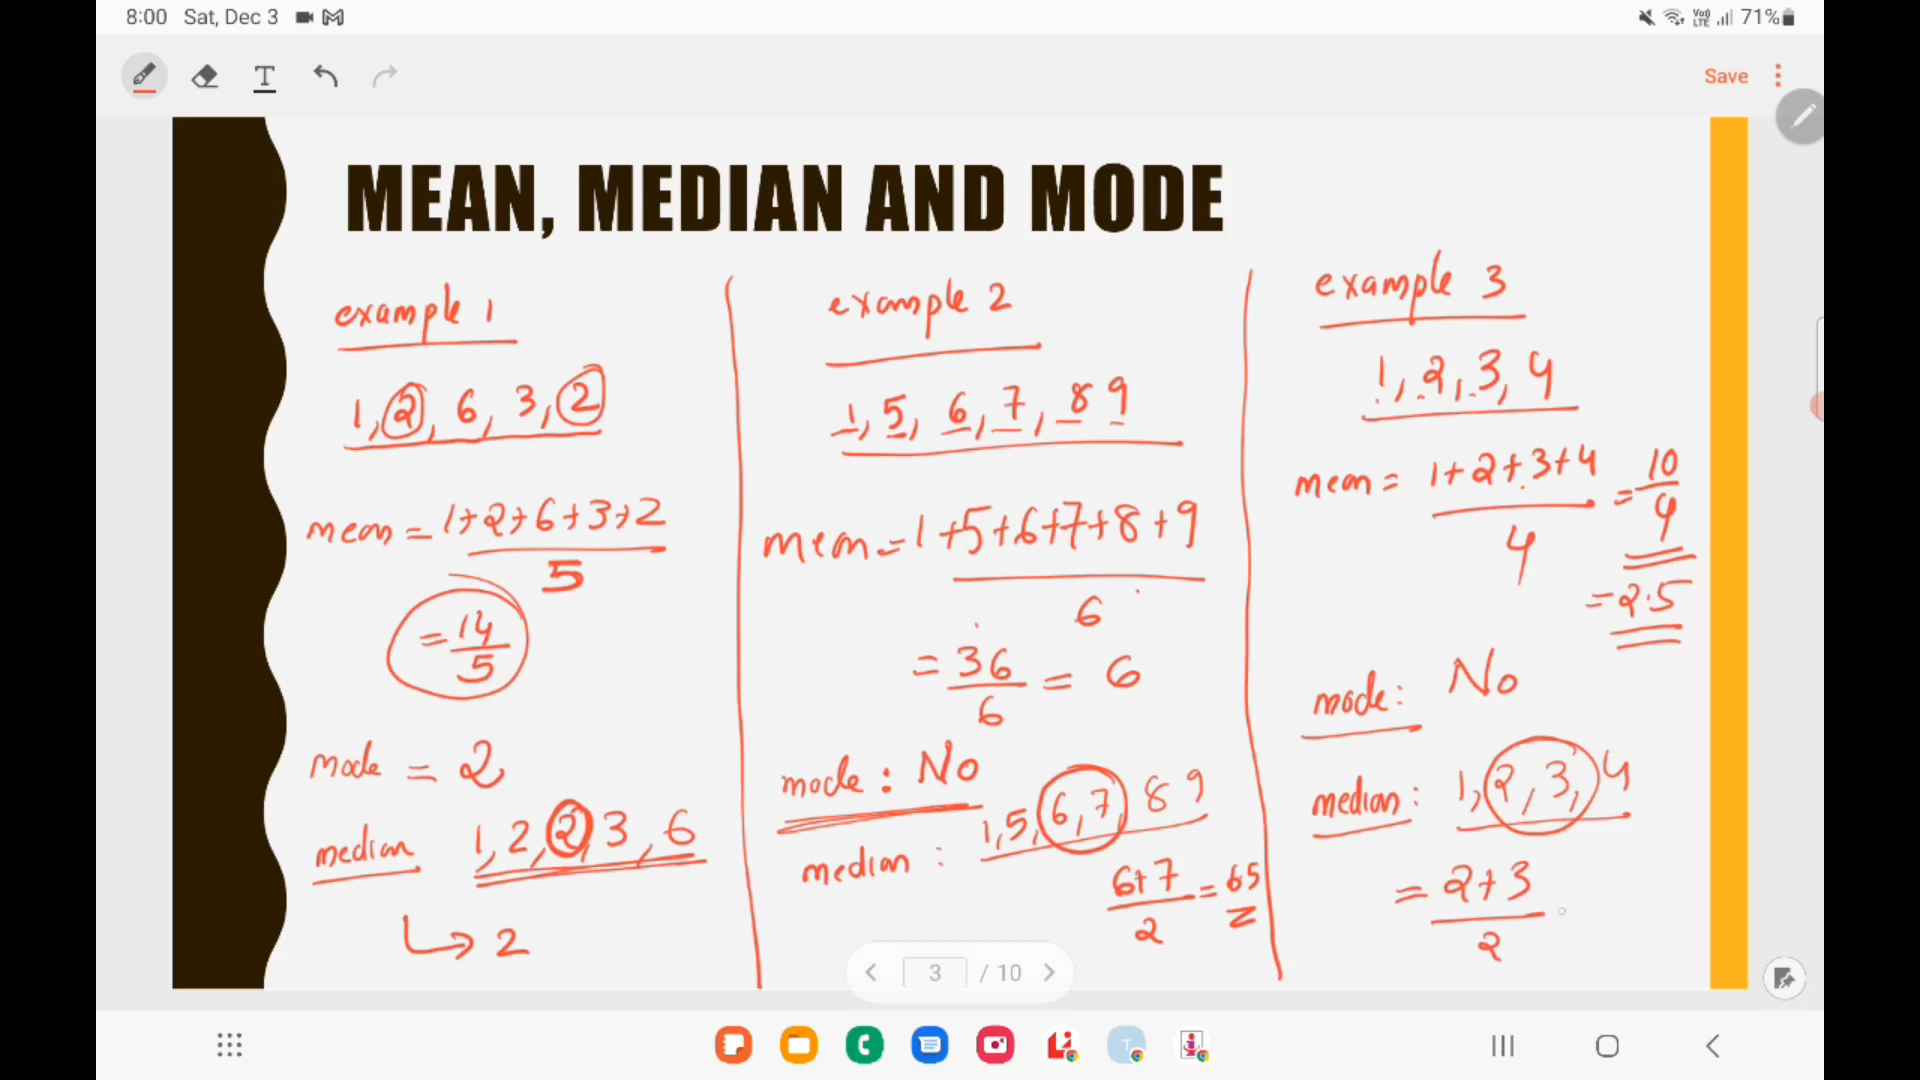 8:00 Sat, Dec 3
Vo) LTE 71%
T
Save
MEAN, MEDIAN AND MODE
example 1
1, 2, 6, 3, 2
mean = 1+2+6+3+2
5
= 14
5
mode = 2
median 1, 2, 2, 3, 6
↳ 2
example 2
1, 5, 6, 7, 8 9
mean = 1+5+6+7+8+9
6
= 36 = 6
6
mode : No
median : 1, 5, 6, 7, 8 9
6+7 = 65
2
example 3
1, 2, 3, 4
mean = 1+2+3+4 = 10
4 4
= 2.5
mode : No
median : 1, 2, 3, 4
= 2+3
2
3 / 10